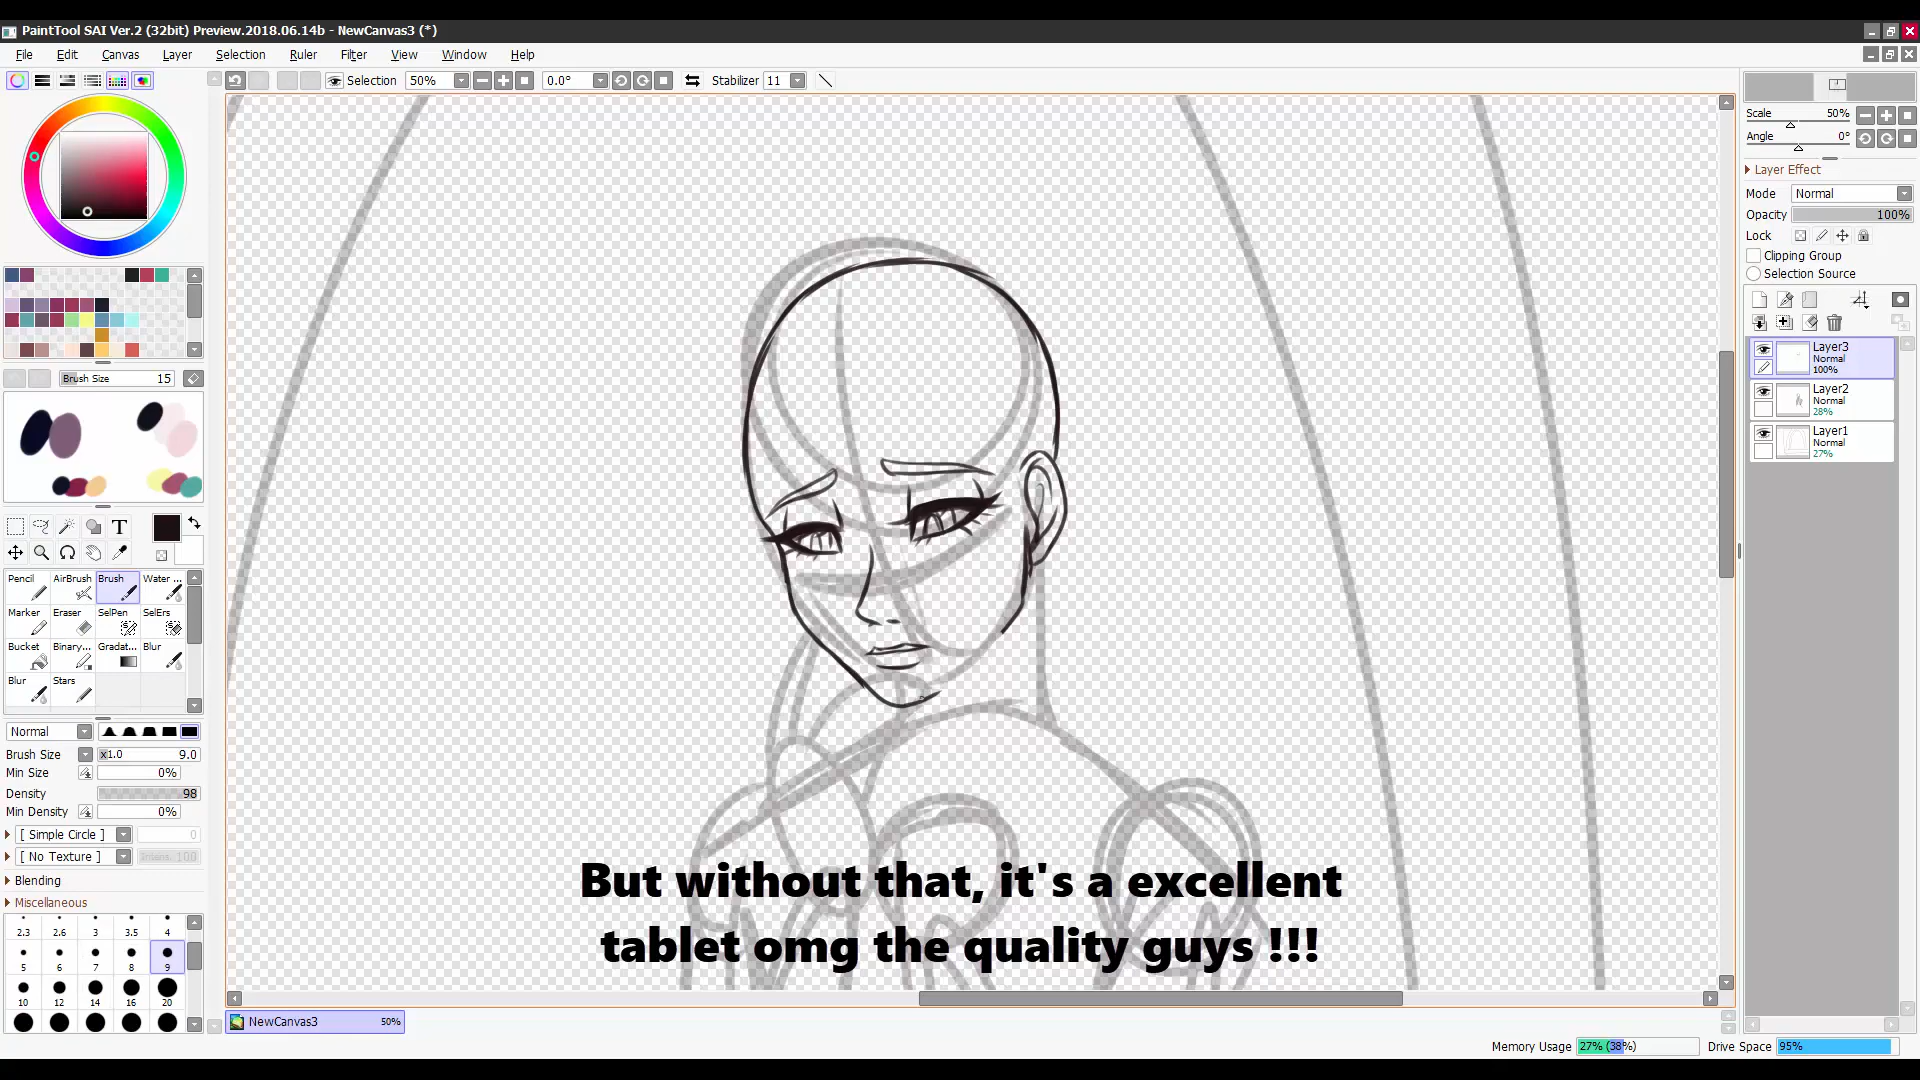 PaintTool SAI Ver.2 (32bit) Preview.2018.06.14b - NewCanvas3 (*)
File Edit Canvas Layer Selection Ruler Filter View Window Help
Selection 50% 0.0° Stabilizer 11
Scale 50%
Angle 0°
Layer Effect
Mode Normal
Opacity 100%
Lock
Clipping Group
Selection Source
Layer3
Normal
100%
Layer2
Normal
28%
Layer1
Normal
27%
Brush Size 15
T
Pencil AirBrush Brush Water ...
Marker Eraser SelPen SelErs
Bucket Binary... Gradat... Blur
Blur Stars
Normal
Brush Size x1.0 9.0
Min Size 0%
Density 98
Min Density 0%
[ Simple Circle ] 0
[ No Texture ] Intens. 100
Blending
Miscellaneous
2.3 2.6 3 3.5 4
5 6 7 8 9
10 12 14 16 20
But without that, it's a excellent
tablet omg the quality guys !!!
NewCanvas3 50%
Memory Usage 27% (38%) Drive Space 95%